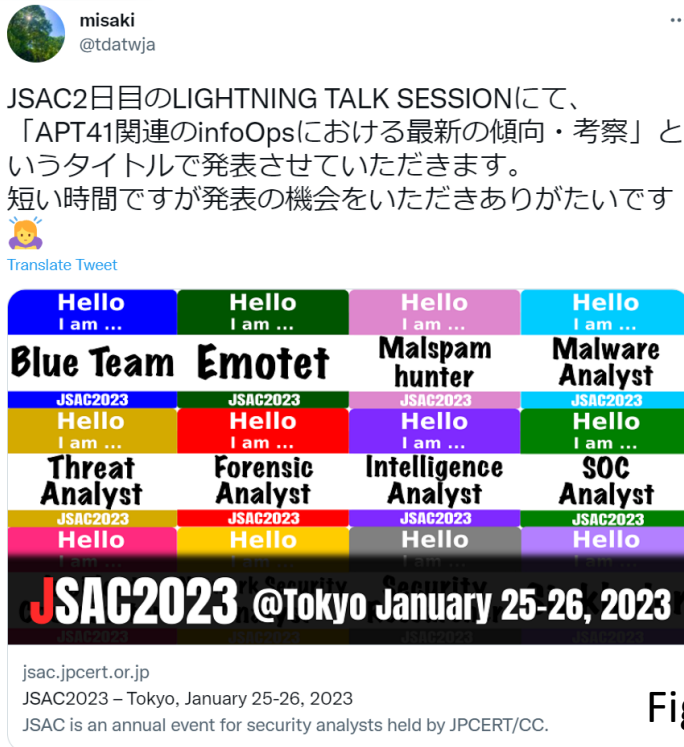 misaki
@tdatwja
JSAC2日目のLIGHTNING TALK SESSIONにて、
「APT41関連のinfoOpsにおける最新の傾向・考察」と
いうタイトルで発表させていただきます。
短い時間ですが発表の機会をいただきありがたいです
Translate Tweet
Hello Hello Hello Hello
I am ... I am ... I am ... I am ...
Blue Team Emotet Malspam hunter Malware Analyst
JSAC2023 JSAC2023 JSAC2023 JSAC2023
Hello Hello Hello Hello
I am ... I am ... I am ... I am ...
Threat Analyst Forensic Analyst Intelligence Analyst SOC Analyst
JSAC2023 JSAC2023 JSAC2023 JSAC2023
Hello Hello Hello Hello
I am ... I am ... I am ... I am ...
JSAC2023 @Tokyo January 25-26, 2023
jsac.jpcert.or.jp
JSAC2023 – Tokyo, January 25-26, 2023
JSAC is an annual event for security analysts held by JPCERT/CC.